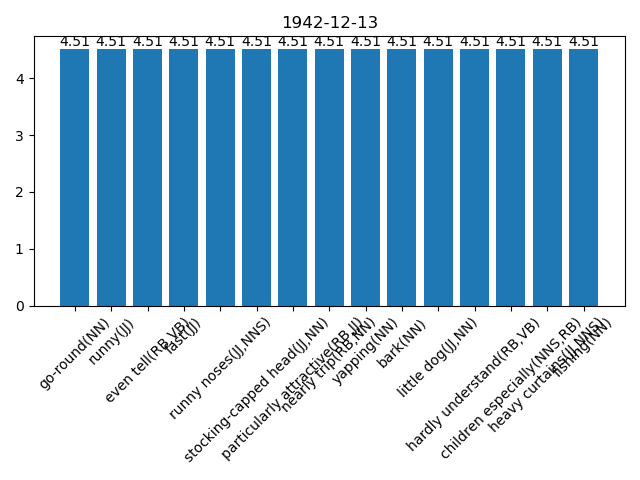 1942-12-13
4.51 4.51 4.51 4.51 4.51 4.51 4.51 4.51 4.51 4.51 4.51 4.51 4.51 4.51 4.51
4
3
2
1
0
go-round(NN)
runny(JJ)
even tell(RB,VB)
fast(JJ)
runny noses(JJ,NNS)
stocking-capped head(JJ,NN)
particularly attractive(RB,JJ)
nearly trip(RB,NN)
yapping(NN)
bark(NN)
little dog(JJ,NN)
hardly understand(RB,VB)
children especially(NNS,RB)
heavy curtains(JJ,NNS)
fishing(NN)